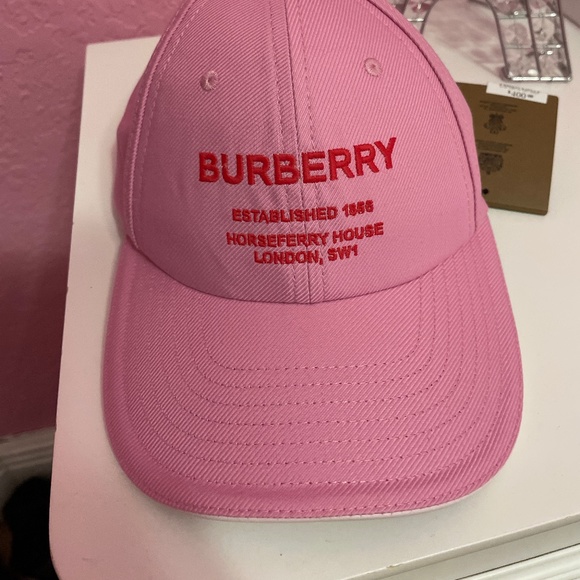 BURBERRY
ESTABLISHED 1856
HORSEFERRY HOUSE
LONDON, SW1